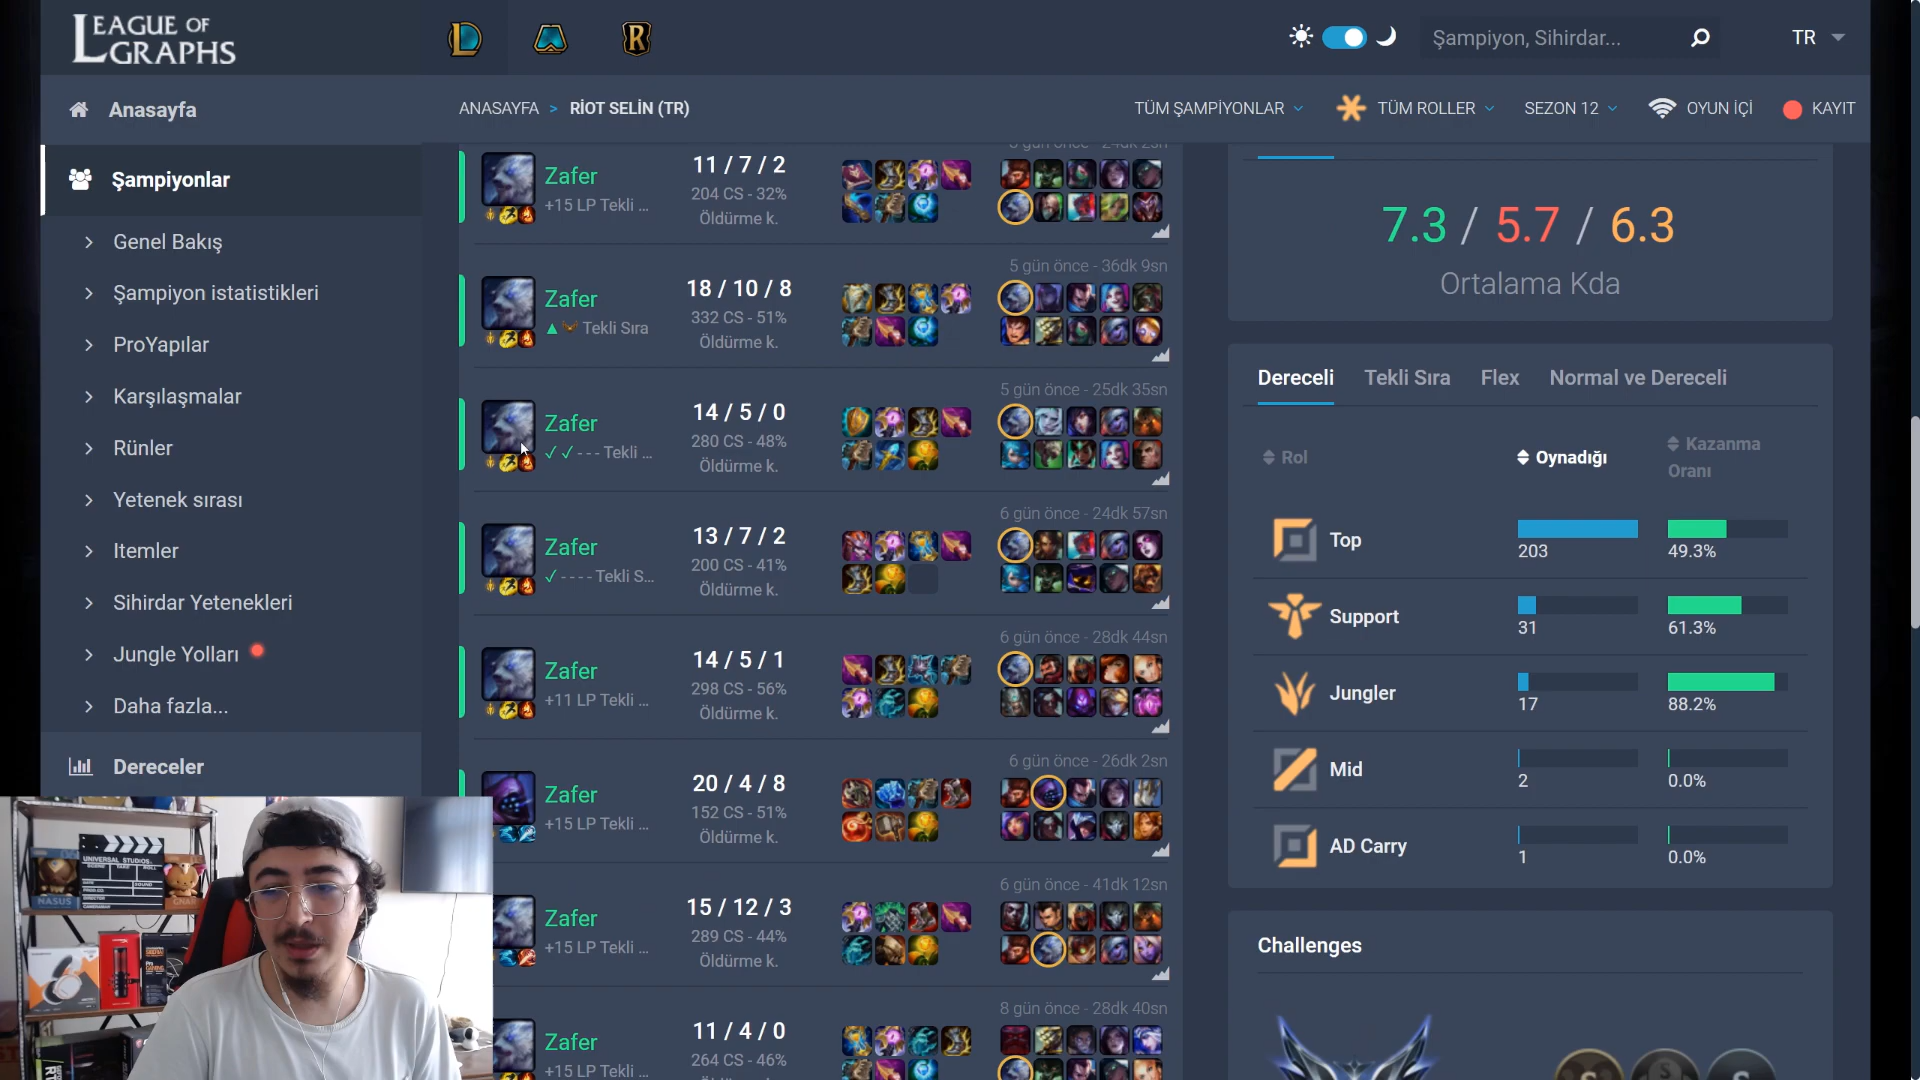 LEAGUE OF GRAPHS
Şampiyon, Sihirdar...
TR
Anasayfa
ANASAYFA > RİOT SELİN (TR)
TÜM ŞAMPİYONLAR
TÜM ROLLER
SEZON 12
OYUN İÇİ
KAYIT
Şampiyonlar
Genel Bakış
Şampiyon istatistikleri
ProYapılar
Karşılaşmalar
Rünler
Yetenek sırası
Itemler
Sihirdar Yetenekleri
Jungle Yolları
Daha fazla...
Dereceler
Zafer
+15 LP Tekli ...
11 / 7 / 2
204 CS - 32%
Öldürme k.
5 gün önce - 36dk 9sn
Zafer
Tekli Sıra
18 / 10 / 8
332 CS - 51%
Öldürme k.
5 gün önce - 25dk 35sn
Zafer
✓ ✓ - - - Tekli ...
14 / 5 / 0
280 CS - 48%
Öldürme k.
6 gün önce - 24dk 57sn
Zafer
✓ - - - - Tekli S...
13 / 7 / 2
200 CS - 41%
Öldürme k.
6 gün önce - 28dk 44sn
Zafer
+11 LP Tekli ...
14 / 5 / 1
298 CS - 56%
Öldürme k.
6 gün önce - 26dk 2sn
Zafer
+15 LP Tekli ...
20 / 4 / 8
152 CS - 51%
Öldürme k.
6 gün önce - 41dk 12sn
Zafer
+15 LP Tekli ...
15 / 12 / 3
289 CS - 44%
Öldürme k.
8 gün önce - 28dk 40sn
Zafer
+15 LP Tekli ...
11 / 4 / 0
264 CS - 46%
7.3 / 5.7 / 6.3
Ortalama Kda
Dereceli
Tekli Sıra
Flex
Normal ve Dereceli
Rol
Oynadığı
Kazanma
Oranı
Top
203
49.3%
Support
31
61.3%
Jungler
17
88.2%
Mid
2
0.0%
AD Carry
1
0.0%
Challenges
UNIVERSAL STUDIOS
NASUS
GNAR